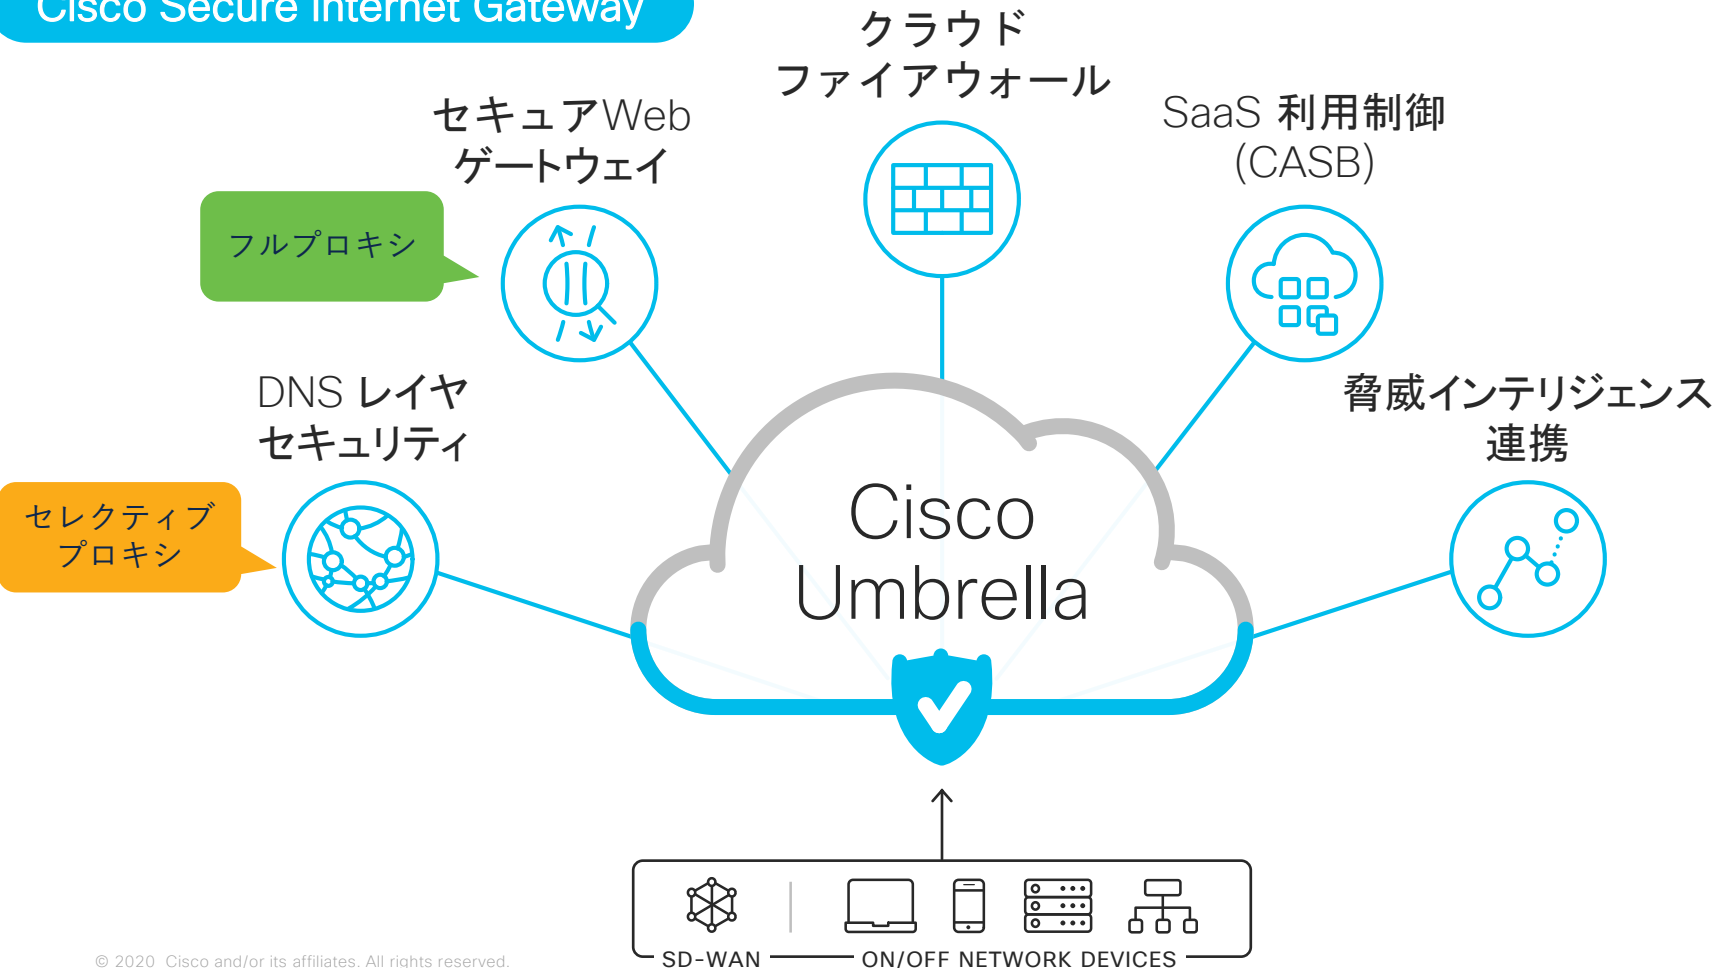 Cisco Secure Internet Gateway
クラウド
ファイアウォール
セキュアWeb
ゲートウェイ
SaaS 利用制御
(CASB)
フルプロキシ
DNS レイヤ
セキュリティ
脅威インテリジェンス
連携
セレクティブ
プロキシ
Cisco
Umbrella
SD-WAN
ON/OFF NETWORK DEVICES
© 2020 Cisco and/or its affiliates. All rights reserved.